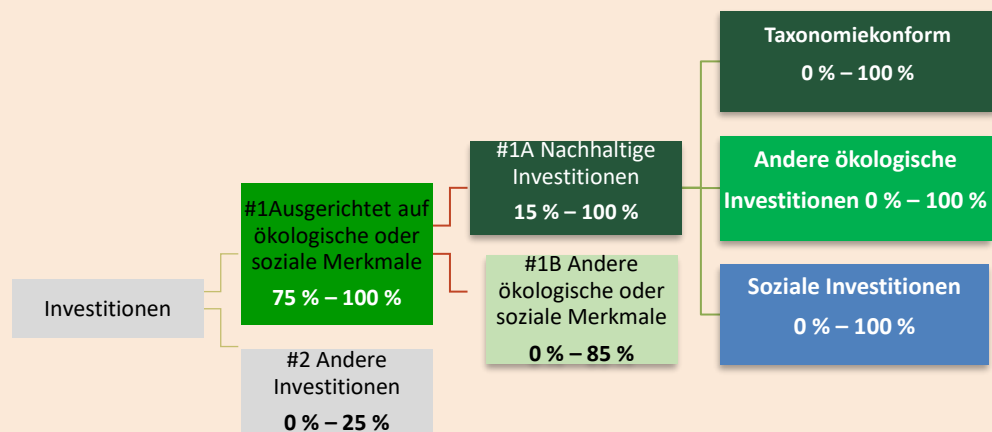 Investitionen
#1Ausgerichtet auf
ökologische oder
soziale Merkmale
75 % – 100 %
#2 Andere
Investitionen
0 % – 25 %
#1A Nachhaltige
Investitionen
15 % – 100 %
#1B Andere
ökologische oder
soziale Merkmale
0 % – 85 %
Taxonomiekonform
0 % – 100 %
Andere ökologische
Investitionen 0 % – 100 %
Soziale Investitionen
0 % – 100 %